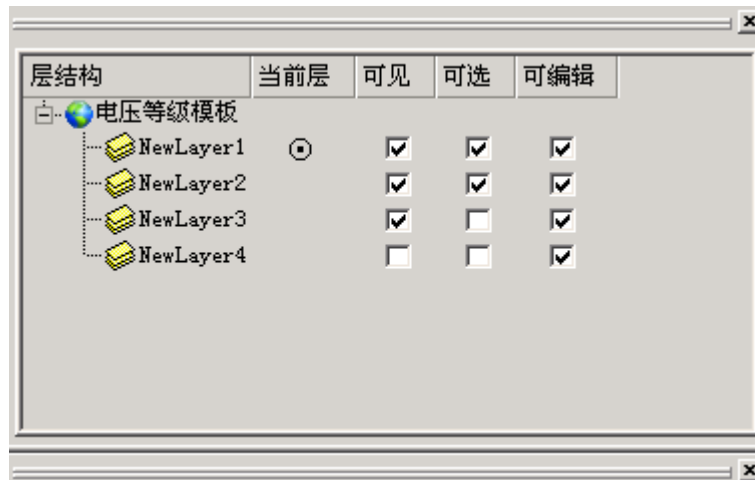 层结构 当前层 可见 可选 可编辑
电压等级模板
NewLayer1
NewLayer2
NewLayer3
NewLayer4